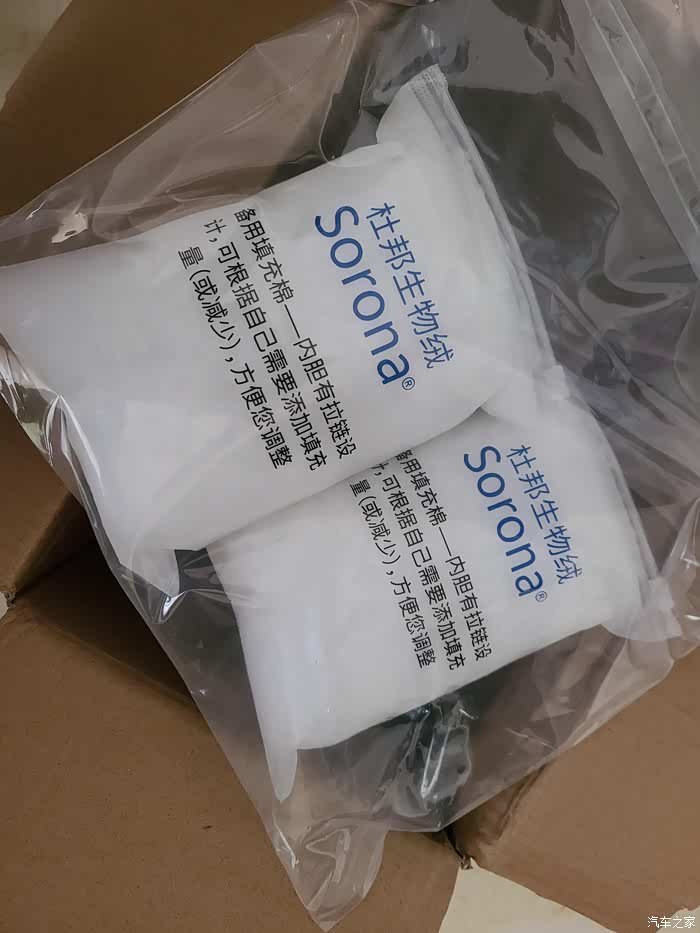 杜邦生物绒
Sorona®
备用填充棉——内胆有拉链设
计，可根据自己需要添加填充
量（或减少），方便您调整
杜邦生物绒
Sorona®
备用填充棉——内胆有拉链设
计，可根据自己需要添加填充
量（或减少），方便您调整
汽车之家